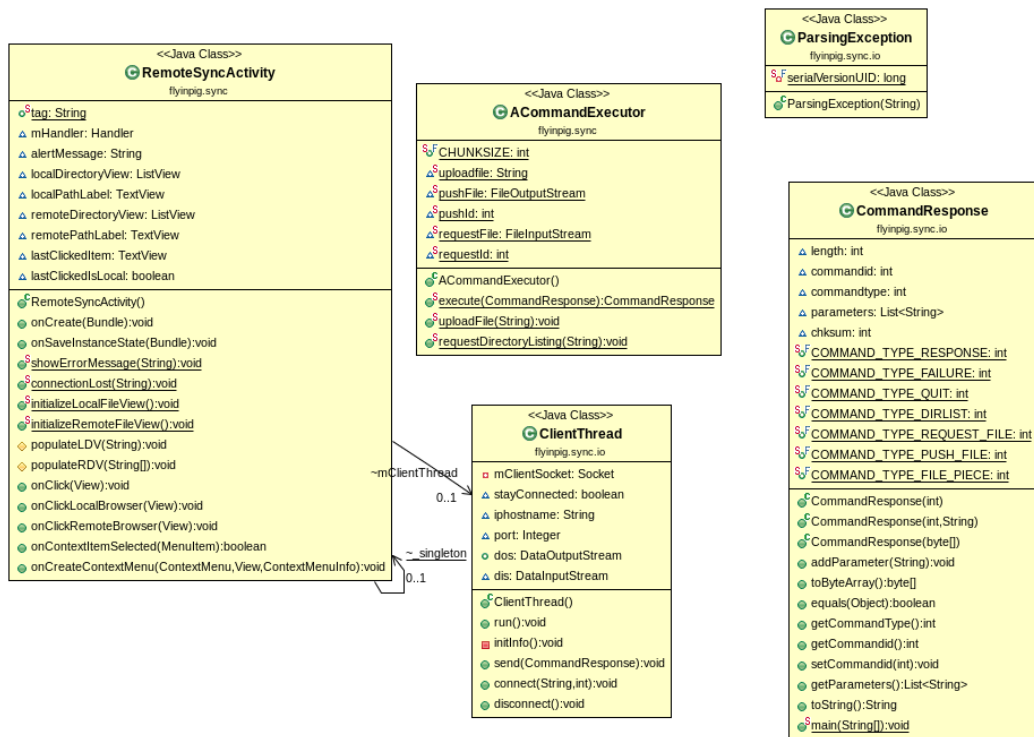 <<Java Class>>
RemoteSyncActivity
flyinpig.sync
tag: String
mHandler: Handler
alertMessage: String
localDirectoryView: ListView
localPathLabel: TextView
remoteDirectoryView: ListView
remotePathLabel: TextView
lastClickedItem: TextView
lastClickedIsLocal: boolean
RemoteSyncActivity()
onCreate(Bundle):void
onSaveInstanceState(Bundle):void
showErrorMessage(String):void
connectionLost(String):void
initializeLocalFileView():void
initializeRemoteFileView():void
populateLDV(String):void
populateRDV(String[]):void
onClick(View):void
onClickLocalBrowser(View):void
onClickRemoteBrowser(View):void
onContextItemSelected(MenuItem):boolean
onCreateContextMenu(ContextMenu,View,ContextMenuInfo):void
~mClientThread
0..1
~_singleton
0..1
<<Java Class>>
ACommandExecutor
flyinpig.sync
CHUNKSIZE: int
uploadfile: String
pushFile: FileOutputStream
pushId: int
requestFile: FileInputStream
requestId: int
ACommandExecutor()
execute(CommandResponse):CommandResponse
uploadFile(String):void
requestDirectoryListing(String):void
<<Java Class>>
ClientThread
flyinpig.sync.io
mClientSocket: Socket
stayConnected: boolean
iphostname: String
port: Integer
dos: DataOutputStream
dis: DataInputStream
ClientThread()
run():void
initInfo():void
send(CommandResponse):void
connect(String,int):void
disconnect():void
<<Java Class>>
ParsingException
flyinpig.sync.io
serialVersionUID: long
ParsingException(String)
<<Java Class>>
CommandResponse
flyinpig.sync.io
length: int
commandid: int
commandtype: int
parameters: List<String>
chksum: int
COMMAND_TYPE_RESPONSE: int
COMMAND_TYPE_FAILURE: int
COMMAND_TYPE_QUIT: int
COMMAND_TYPE_DIRLIST: int
COMMAND_TYPE_REQUEST_FILE: int
COMMAND_TYPE_PUSH_FILE: int
COMMAND_TYPE_FILE_PIECE: int
CommandResponse(int)
CommandResponse(int,String)
CommandResponse(byte[])
addParameter(String):void
toByteArray():byte[]
equals(Object):boolean
getCommandType():int
getCommandid():int
setCommandid(int):void
getParameters():List<String>
toString():String
main(String[]):void